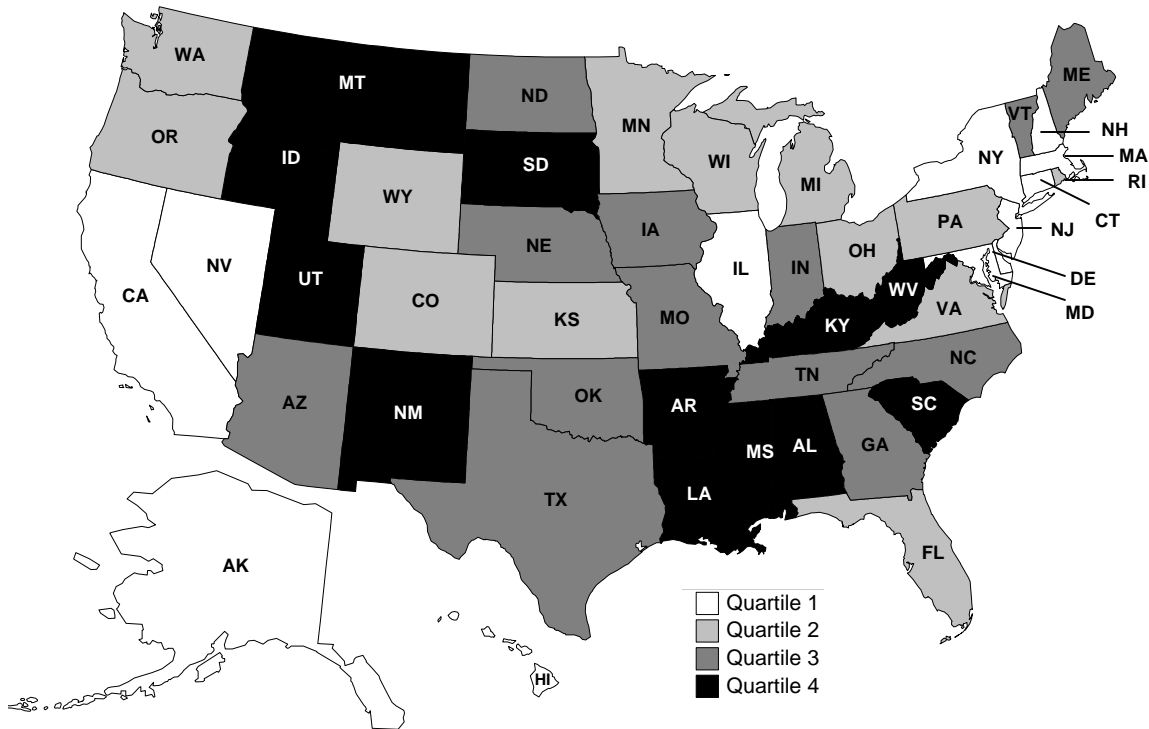 WA
MT
ND
ME
VT
MN
OR
NH
ID
SD
WI
NY
MA
MI
RI
WY
PA
CT
IA
NJ
NE
OH
NV
IL
IN
DE
UT
CA
WV
CO
VA
MD
KS
MO
KY
NC
TN
OK
AZ
AR
SC
NM
MS
AL
GA
LA
TX
FL
AK
HI
Quartile 1
Quartile 2
Quartile 3
Quartile 4